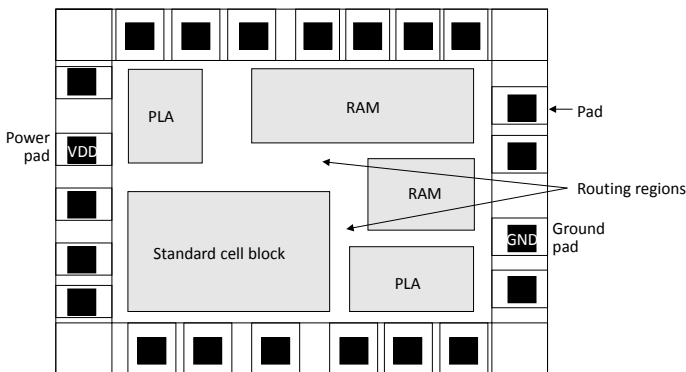 PLA
RAM
Pad
Power
pad
VDD
RAM
Routing regions
Standard cell block
GND
Ground
pad
PLA